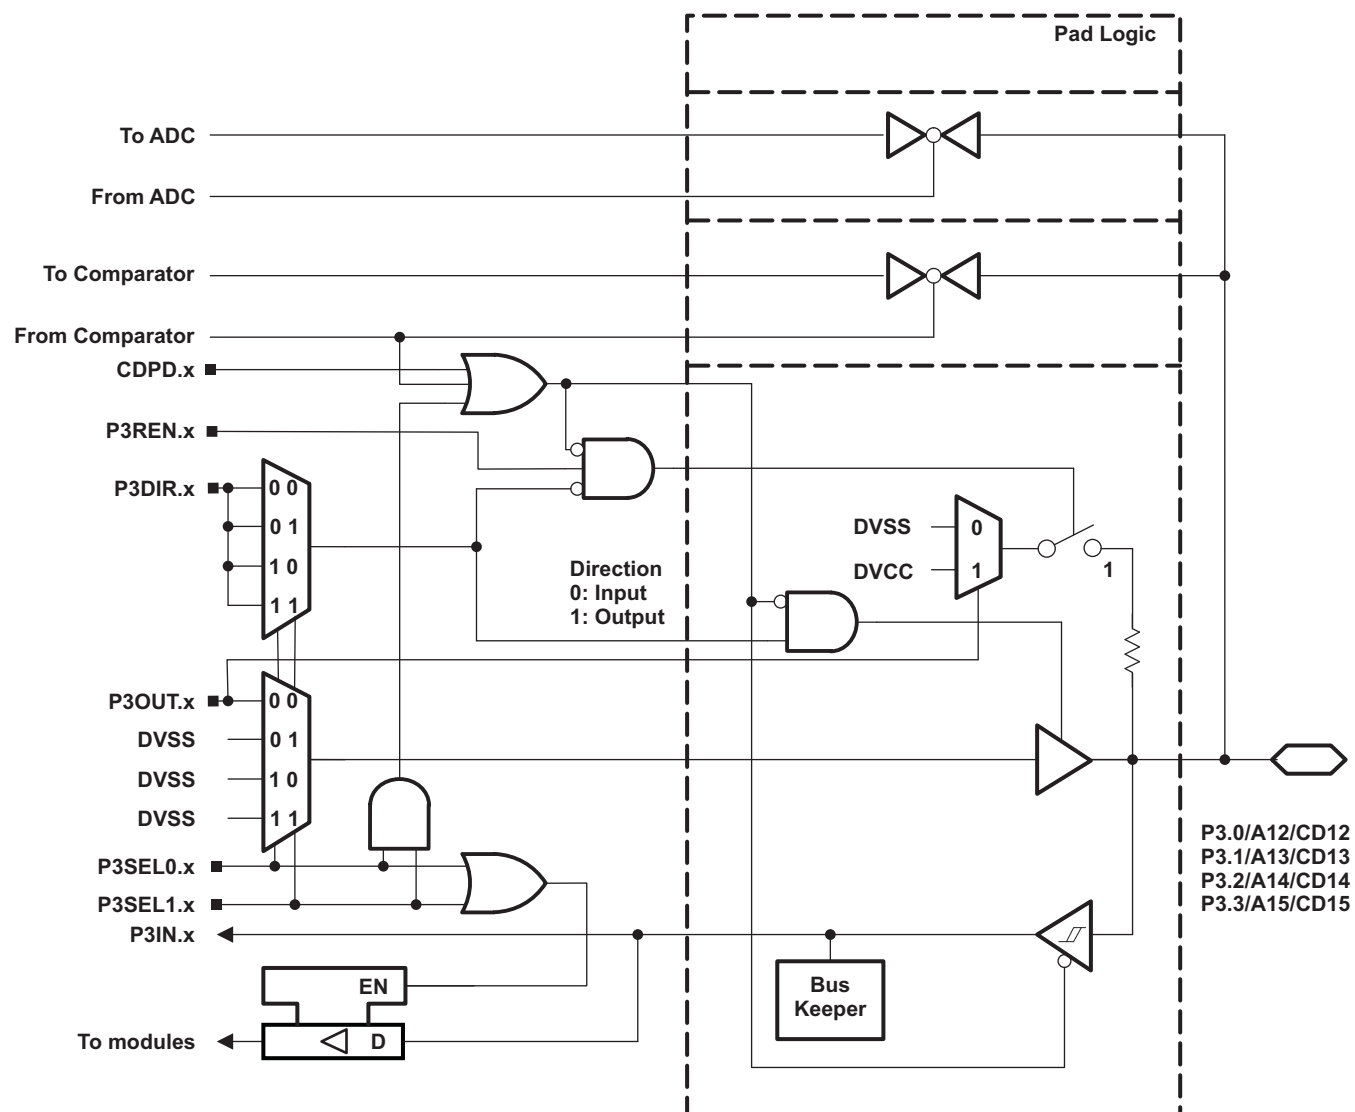 Pad Logic
To ADC
From ADC
To Comparator
From Comparator
CDPD.x
P3REN.x
P3DIR.x
0 0
0 1
1 0
1 1
DVSS
0
DVCC
1
1
Direction
0: Input
1: Output
P3OUT.x
0 0
DVSS
0 1
DVSS
1 0
DVSS
1 1
P3.0/A12/CD12
P3.1/A13/CD13
P3.2/A14/CD14
P3.3/A15/CD15
P3SEL0.x
P3SEL1.x
P3IN.x
Bus
Keeper
EN
To modules
D